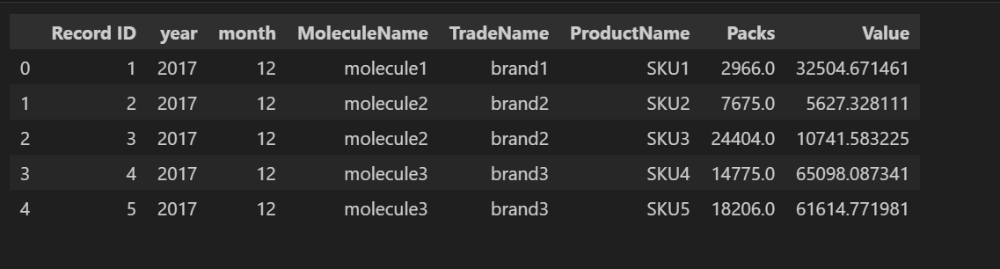 Record ID year month MoleculeName TradeName ProductName Packs Value
0 1 2017 12 molecule1 brand1 SKU1 2966.0 32504.671461
1 2 2017 12 molecule2 brand2 SKU2 7675.0 5627.328111
2 3 2017 12 molecule2 brand2 SKU3 24404.0 10741.583225
3 4 2017 12 molecule3 brand3 SKU4 14775.0 65098.087341
4 5 2017 12 molecule3 brand3 SKU5 18206.0 61614.771981